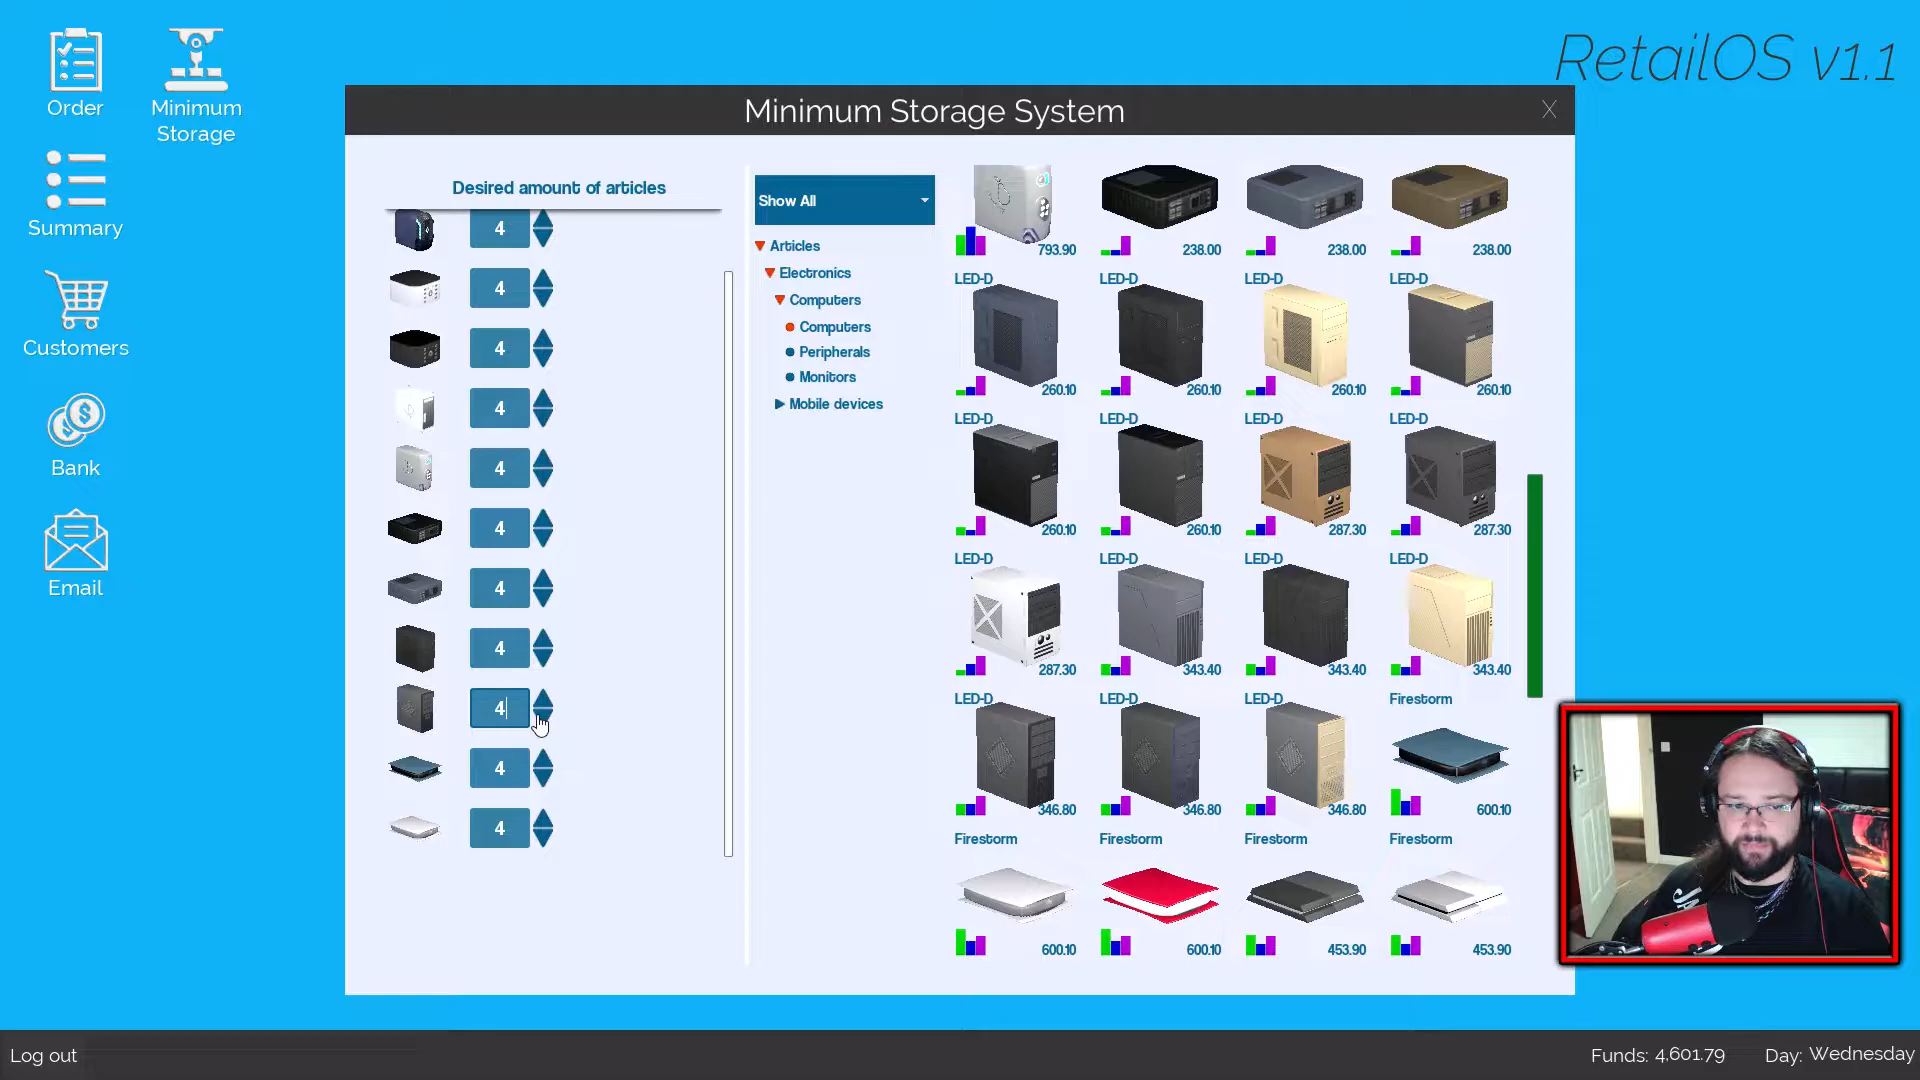 RetailOS v1.1
Order
Minimum
Storage
Summary
Customers
Bank
Email
Minimum Storage System
X
Desired amount of articles
4
4
4
4
4
4
4
4
4
4
4
Show All
Articles
Electronics
Computers
Computers
Peripherals
Monitors
Mobile devices
793.90 238.00 238.00 238.00
LED-D LED-D LED-D LED-D
260.10 260.10 260.10 260.10
LED-D LED-D LED-D LED-D
260.10 260.10 287.30 287.30
LED-D LED-D LED-D LED-D
287.30 343.40 343.40 343.40
LED-D LED-D LED-D Firestorm
346.80 346.80 346.80 600.10
Firestorm Firestorm Firestorm Firestorm
600.10 600.10 453.90 453.90
Log out
Funds: 4,601.79 Day: Wednesday